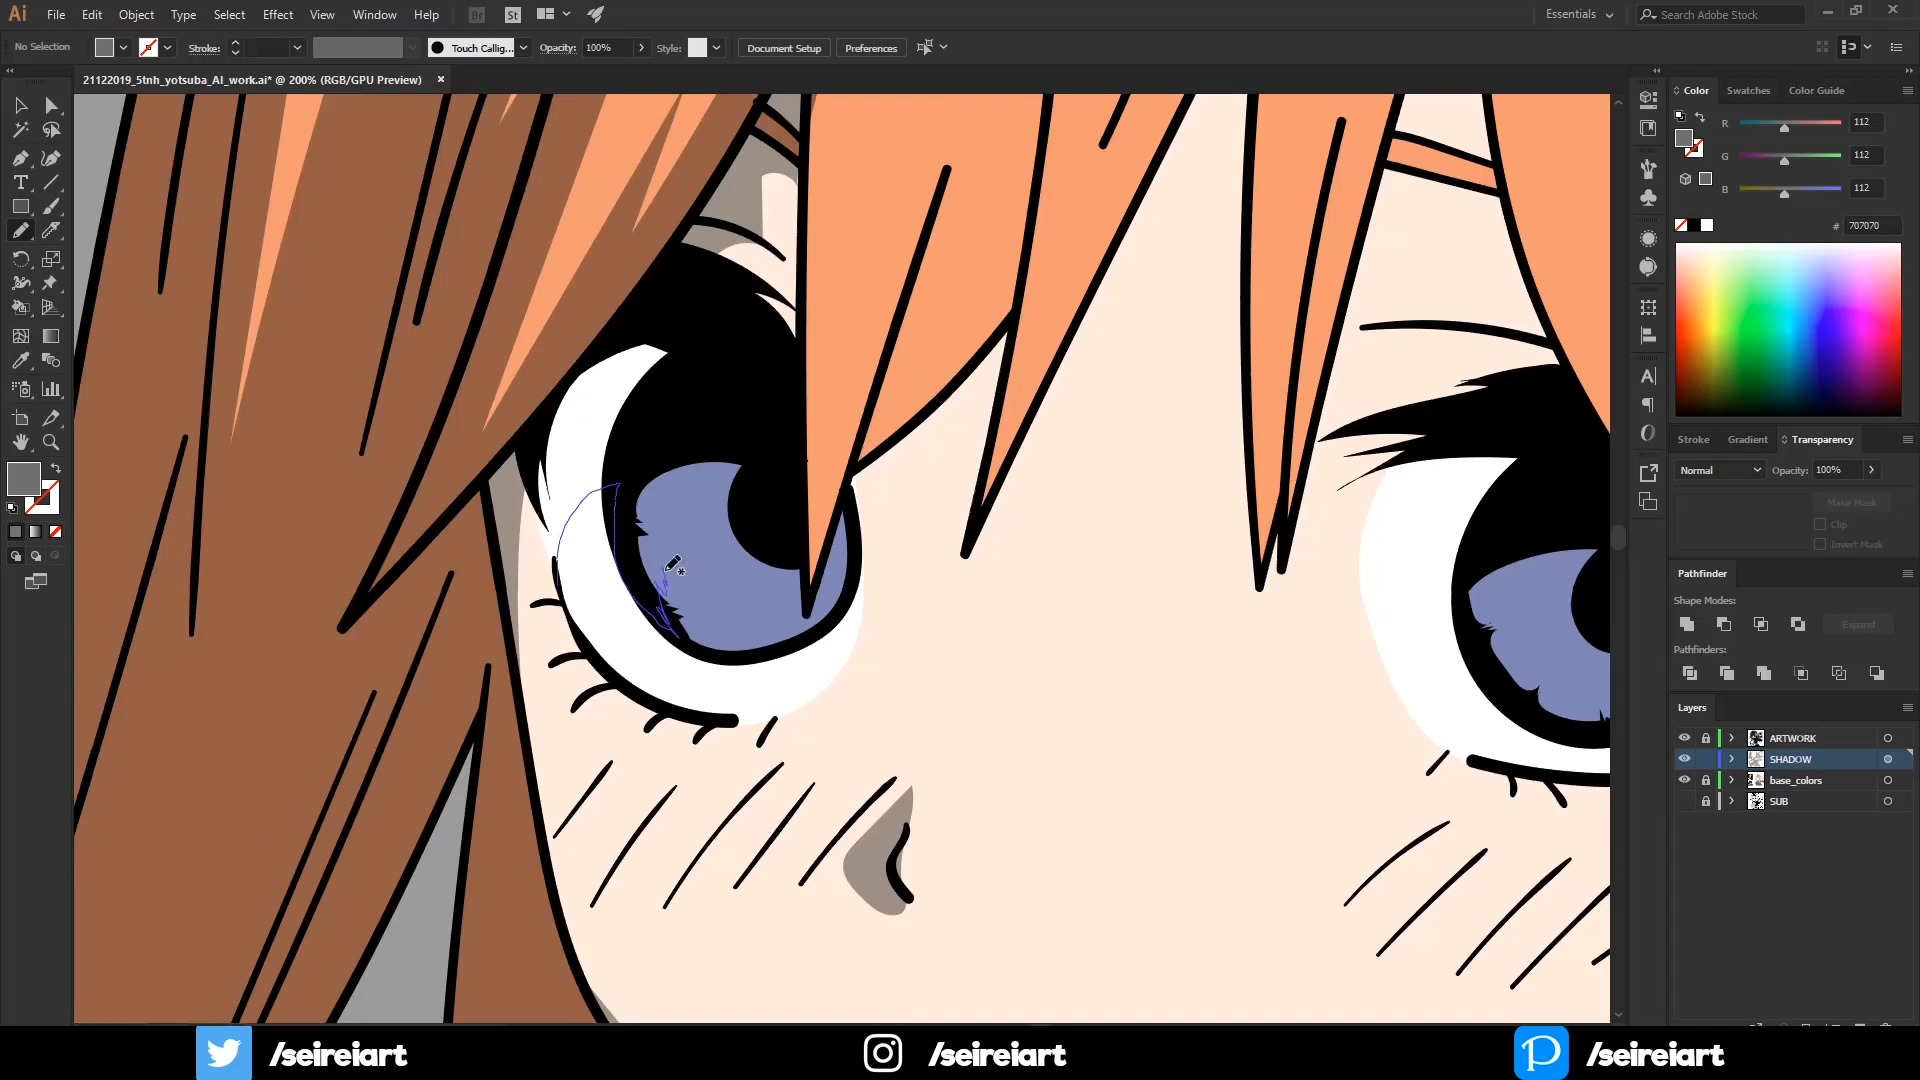 Ai File Edit Object Type Select Effect View Window Help Br St Essentials Search Adobe Stock
No Selection Stroke: Touch Callig... Opacity: 100% Style: Document Setup Preferences
21122019_5tnh_yotsuba_AI_work.ai* @ 200% (RGB/GPU Preview) ×
Color Swatches Color Guide
R 112
G 112
B 112
# 707070
Stroke Gradient Transparency
Normal Opacity: 100%
Make Mask
Clip
Invert Mask
Pathfinder
Shape Modes:
Expand
Pathfinders:
Layers
ARTWORK
SHADOW
base_colors
SUB
/seireiart /seireiart /seireiart